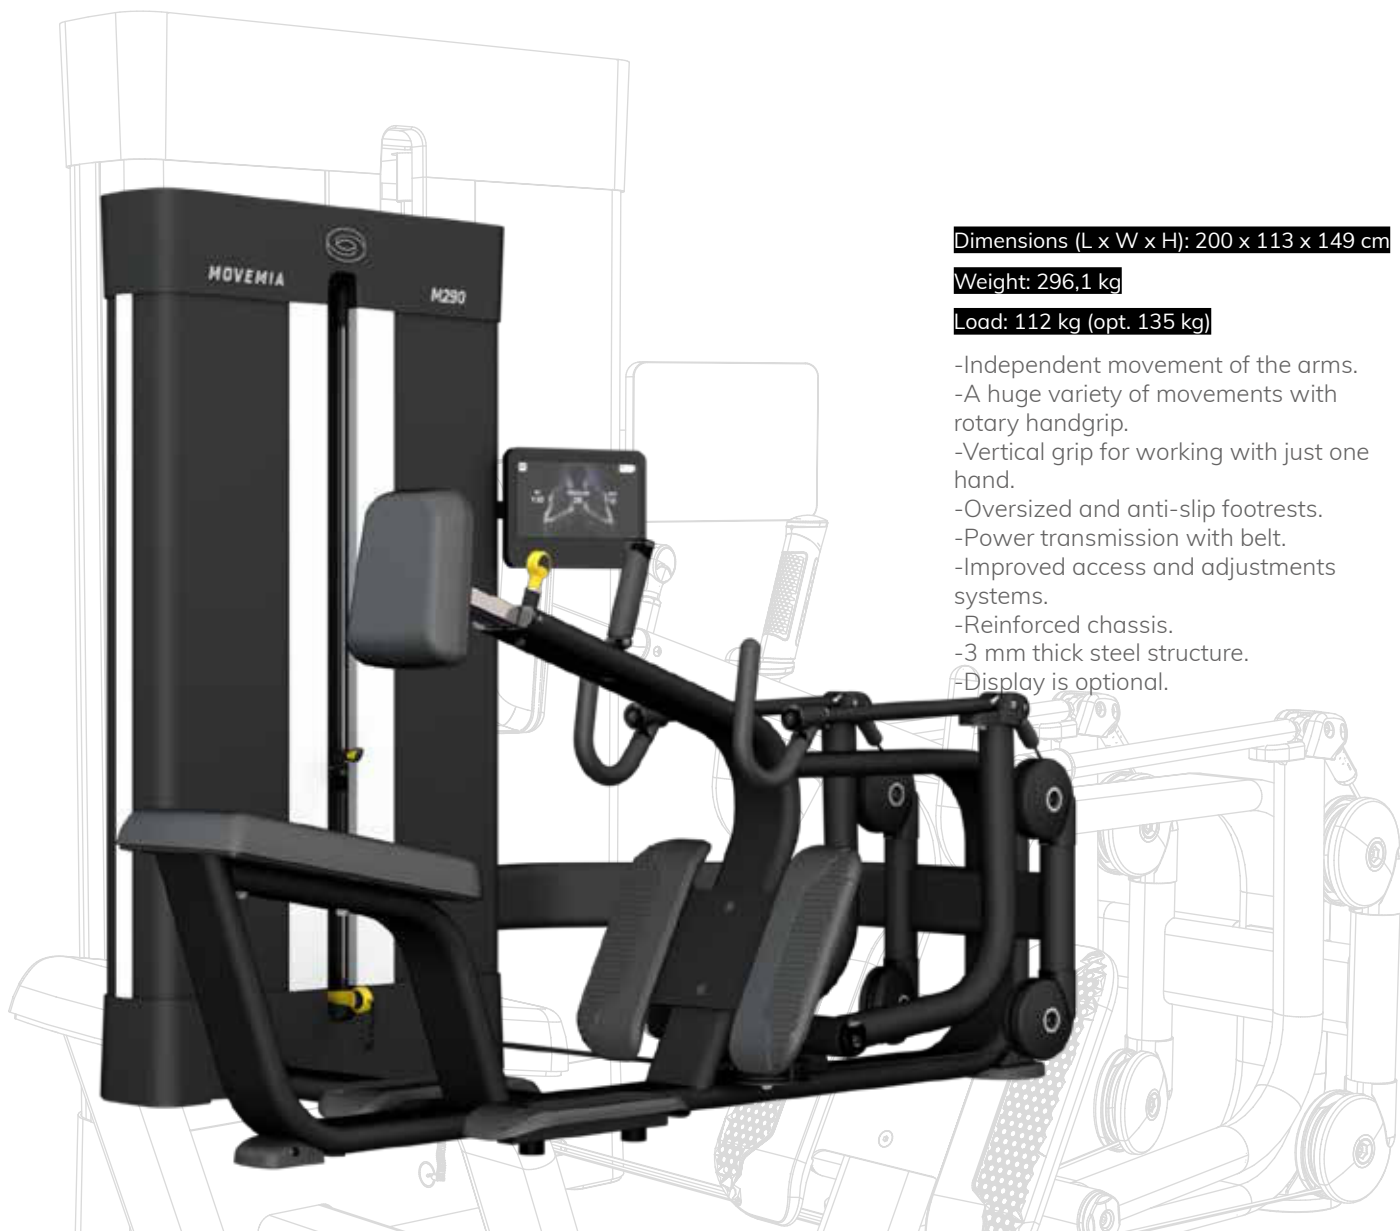 MOVEMIA
M290
Dimensions (L x W x H): 200 x 113 x 149 cm
Weight: 296,1 kg
Load: 112 kg (opt. 135 kg)
-Independent movement of the arms.
-A huge variety of movements with
rotary handgrip.
-Vertical grip for working with just one
hand.
-Oversized and anti-slip footrests.
-Power transmission with belt.
-Improved access and adjustments
systems.
-Reinforced chassis.
-3 mm thick steel structure.
-Display is optional.